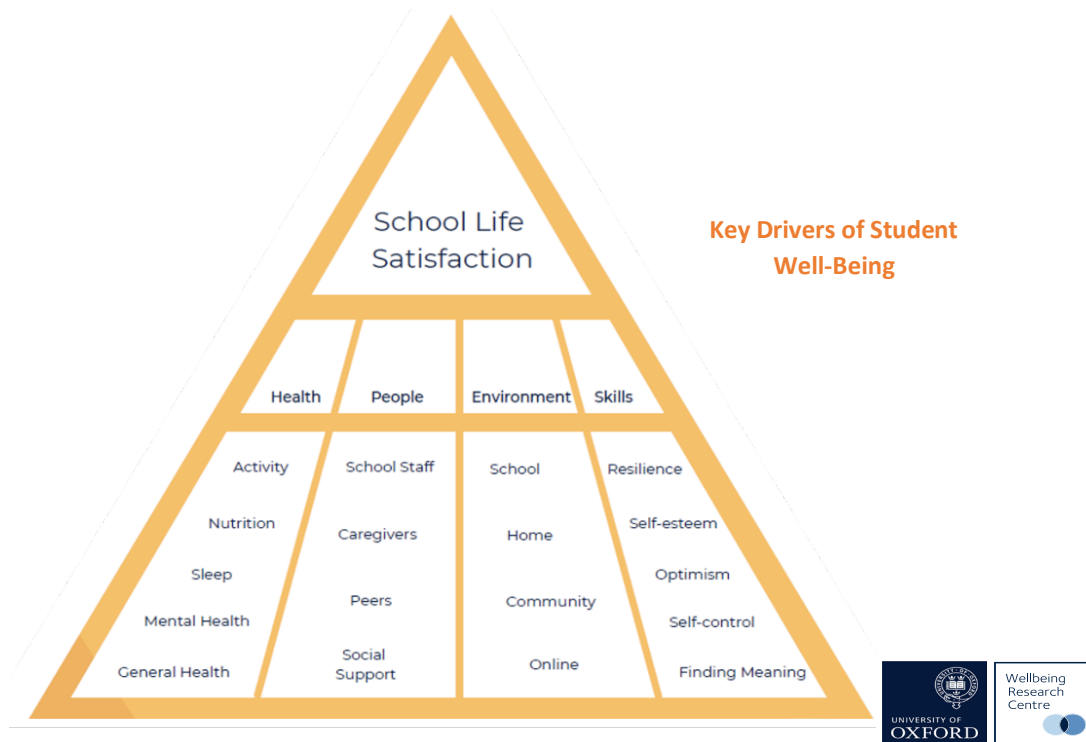 School Life
Satisfaction
Key Drivers of Student
Well-Being
Health
People
Environment
Skills
Activity
Nutrition
Sleep
Mental Health
General Health
School Staff
Caregivers
Peers
Social
Support
School
Home
Community
Online
Resilience
Self-esteem
Optimism
Self-control
Finding Meaning
UNIVERSITY OF
OXFORD
Wellbeing
Research
Centre